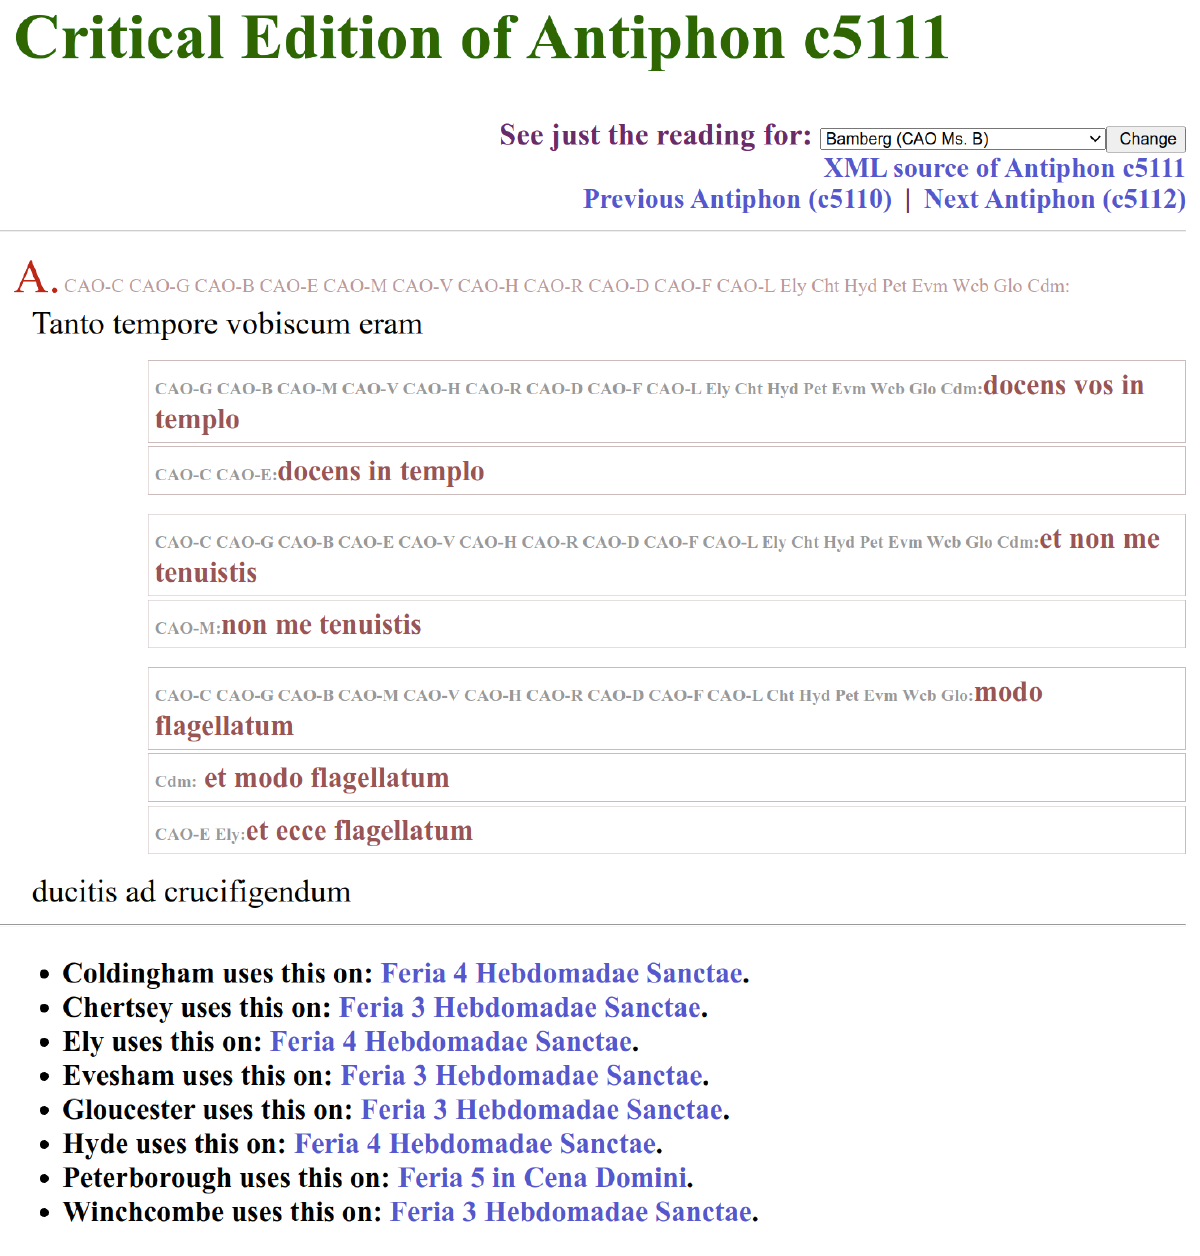 Critical Edition of Antiphon c5111
See just the reading for: Bamberg (CAO Ms. B) Change
XML source of Antiphon c5111
Previous Antiphon (c5110) | Next Antiphon (c5112)
A. CAO-C CAO-G CAO-B CAO-E CAO-M CAO-V CAO-H CAO-R CAO-D CAO-F CAO-L Ely Cht Hyd Pet Evm Wcb Glo Cdm:
Tanto tempore vobiscum eram
CAO-G CAO-B CAO-M CAO-V CAO-H CAO-R CAO-D CAO-F CAO-L Ely Cht Hyd Pet Evm Wcb Glo Cdm:docens vos in
templo
CAO-C CAO-E:docens in templo
CAO-C CAO-G CAO-B CAO-E CAO-V CAO-H CAO-R CAO-D CAO-F CAO-L Ely Cht Hyd Pet Evm Wcb Glo Cdm:et non me
tenuistis
CAO-M:non me tenuistis
CAO-C CAO-G CAO-B CAO-M CAO-V CAO-H CAO-R CAO-D CAO-F CAO-L Cht Hyd Pet Evm Wcb Glo:modo
flagellatum
Cdm: et modo flagellatum
CAO-E Ely:et ecce flagellatum
ducitis ad crucifigendum
• Coldingham uses this on: Feria 4 Hebdomadae Sanctae.
• Chertsey uses this on: Feria 3 Hebdomadae Sanctae.
• Ely uses this on: Feria 4 Hebdomadae Sanctae.
• Evesham uses this on: Feria 3 Hebdomadae Sanctae.
• Gloucester uses this on: Feria 3 Hebdomadae Sanctae.
• Hyde uses this on: Feria 4 Hebdomadae Sanctae.
• Peterborough uses this on: Feria 5 in Cena Domini.
• Winchcombe uses this on: Feria 3 Hebdomadae Sanctae.